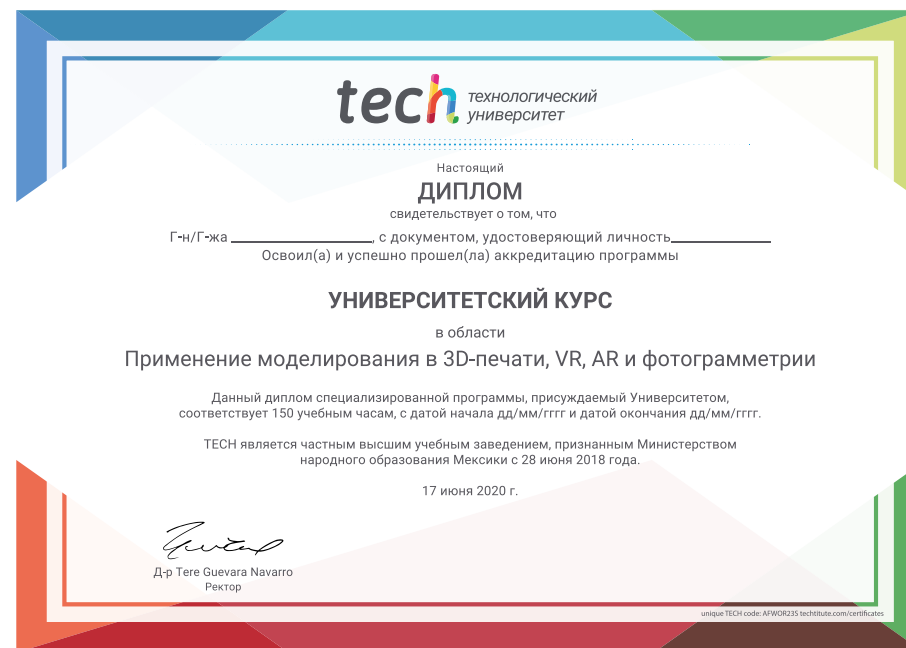 tech технологический
университет
Настоящий
ДИПЛОМ
свидетельствует о том, что
Г-н/Г-жа ____________________, с документом, удостоверяющий личность______________
Освоил(а) и успешно прошел(ла) аккредитацию программы
УНИВЕРСИТЕТСКИЙ КУРС
в области
Применение моделирования в 3D-печати, VR, AR и фотограмметрии
Данный диплом специализированной программы, присуждаемый Университетом,
соответствует 150 учебным часам, с датой начала дд/мм/гггг и датой окончания дд/мм/гггг.
TECH является частным высшим учебным заведением, признанным Министерством
народного образования Мексики с 28 июня 2018 года.
17 июня 2020 г.
Д-р Tere Guevara Navarro
Ректор
unique TECH code: AFWOR23S techtitute.com/certificates